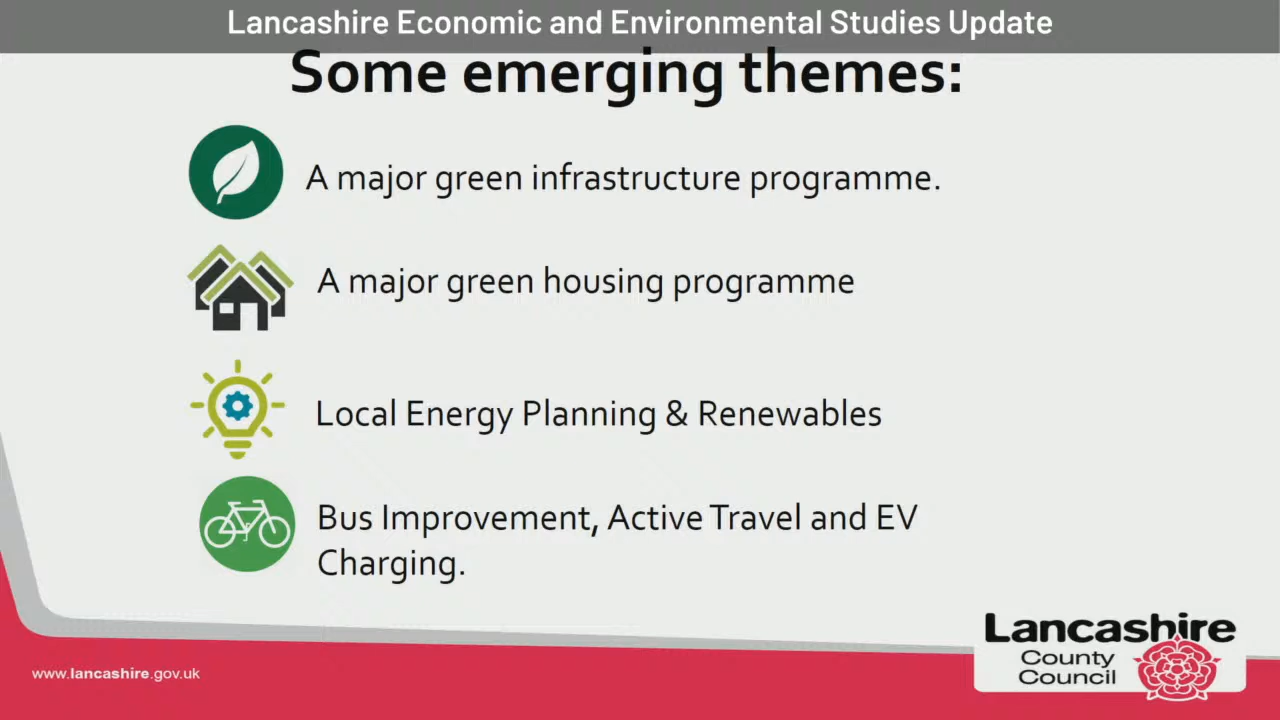 Lancashire Economic and Environmental Studies Update
Some emerging themes:
A major green infrastructure programme.
A major green housing programme
Local Energy Planning & Renewables
Bus Improvement, Active Travel and EV
Charging.
www.lancashire.gov.uk
Lancashire
County
Council